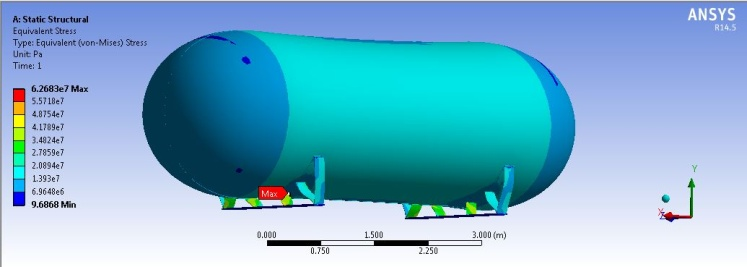 A: Static Structural
Equivalent Stress
Type: Equivalent (von-Mises) Stress
Unit: Pa
Time: 1
6.2683e7 Max
5.5718e7
4.8754e7
4.1789e7
3.4824e7
2.7859e7
2.0894e7
1.393e7
6.9648e6
9.6868 Min
ANSYS
R14.5
Max
Y
X
Z
0.000 1.500 3.000 (m)
0.750 2.250